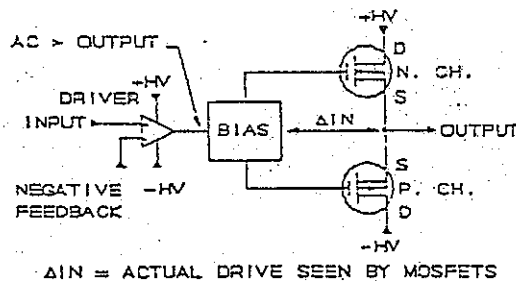 +HV
AC > OUTPUT
D
+HV
N. CH.
DRIVER
S
INPUT
BIAS
ΔIN
OUTPUT
S
NEGATIVE
FEEDBACK
-HV
P. CH.
D
-HV
ΔIN = ACTUAL DRIVE SEEN BY MOSFETS